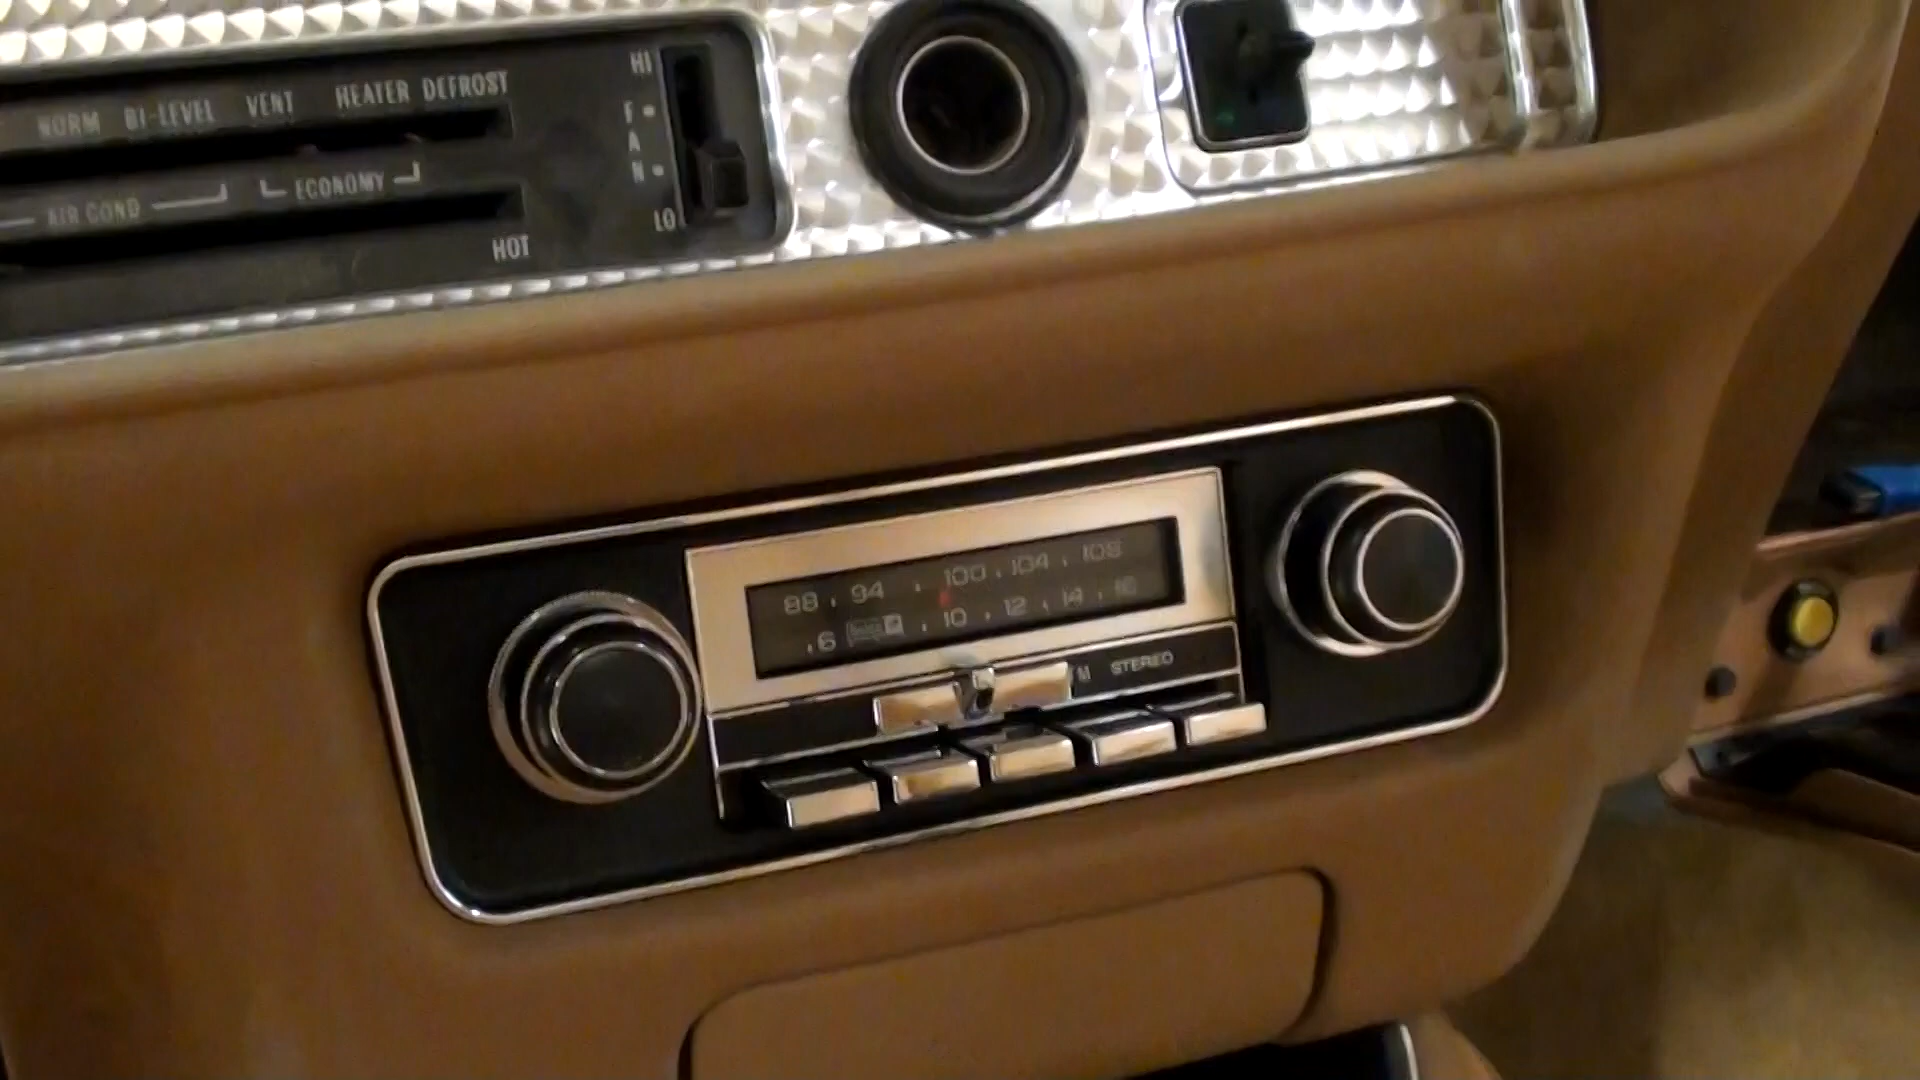 NORM BI-LEVEL VENT HEATER DEFROST
HI
FAN
LO
AIR COND
ECONOMY
HOT
88 . 94 . 100 . 104 . 108
.6 . 10 . 12 . 14 . 16
STEREO